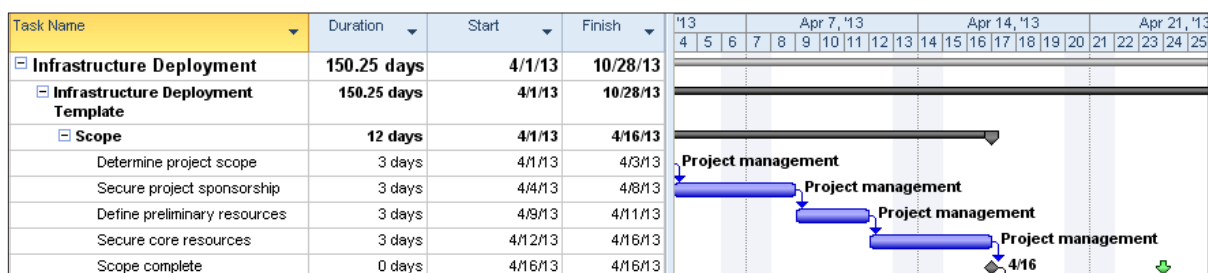 Task Name Duration Start Finish '13 Apr 7, '13 Apr 14, '13 Apr 21, '13
4 5 6 7 8 9 10 11 12 13 14 15 16 17 18 19 20 21 22 23 24 25
Infrastructure Deployment 150.25 days 4/1/13 10/28/13
Infrastructure Deployment 150.25 days 4/1/13 10/28/13
Template
Scope 12 days 4/1/13 4/16/13
Determine project scope 3 days 4/1/13 4/3/13 Project management
Secure project sponsorship 3 days 4/4/13 4/8/13 Project management
Define preliminary resources 3 days 4/9/13 4/11/13 Project management
Secure core resources 3 days 4/12/13 4/16/13 Project management
Scope complete 0 days 4/16/13 4/16/13 4/16